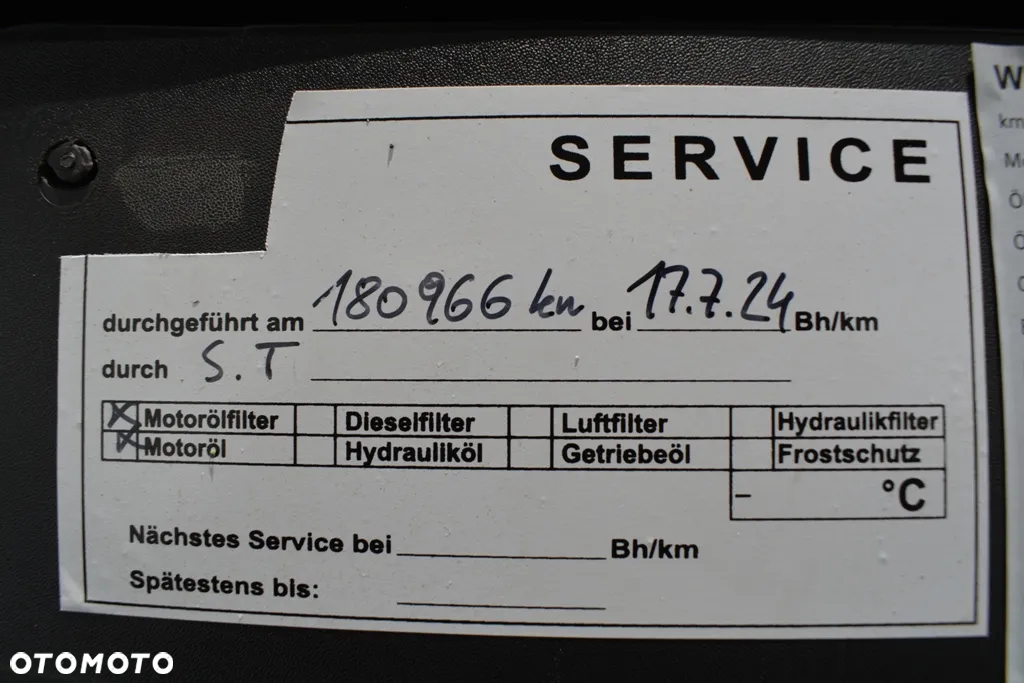 SERVICE
durchgeführt am 180966 km bei 17.7.24 Bh/km
durch S.T
Motorölfilter Dieselfilter Luftfilter Hydraulikfilter
Motoröl Hydrauliköl Getriebeöl Frostschutz
- °C
Nächstes Service bei Bh/km
Spätestens bis:
W
km
OTOMOTO